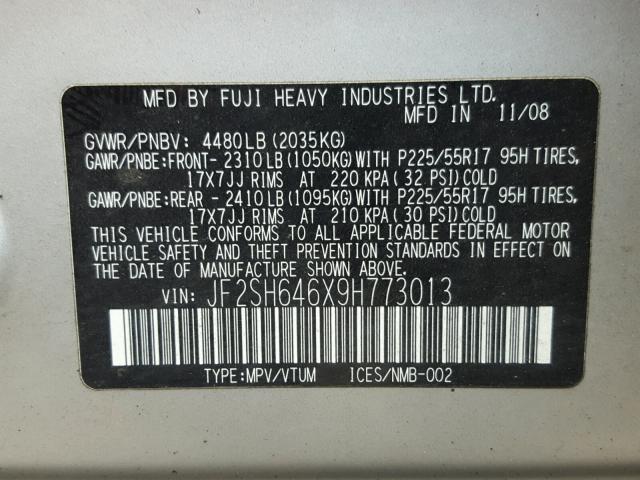 MFD BY FUJI HEAVY INDUSTRIES LTD.
MFD IN 11/08
GVWR/PNBV: 4480LB (2035KG)
GAWR/PNBE:FRONT- 2310LB (1050KG)WITH P225/55R17 95H TIRES,
17X7JJ RIMS AT 220 KPA ( 32 PSI) COLD
GAWR/PNBE:REAR - 2410LB (1095KG)WITH P225/55R17 95H TIRES,
17X7JJ RIMS AT 210 KPA ( 30 PSI) COLD
THIS VEHICLE CONFORMS TO ALL APPLICABLE FEDERAL MOTOR
VEHICLE SAFETY AND THEFT PREVENTION STANDARDS IN EFFECT ON
THE DATE OF MANUFACTURE SHOWN ABOVE.
VIN: JF2SH646X9H773013
TYPE:MPV/VTUM ICES/NMB-002